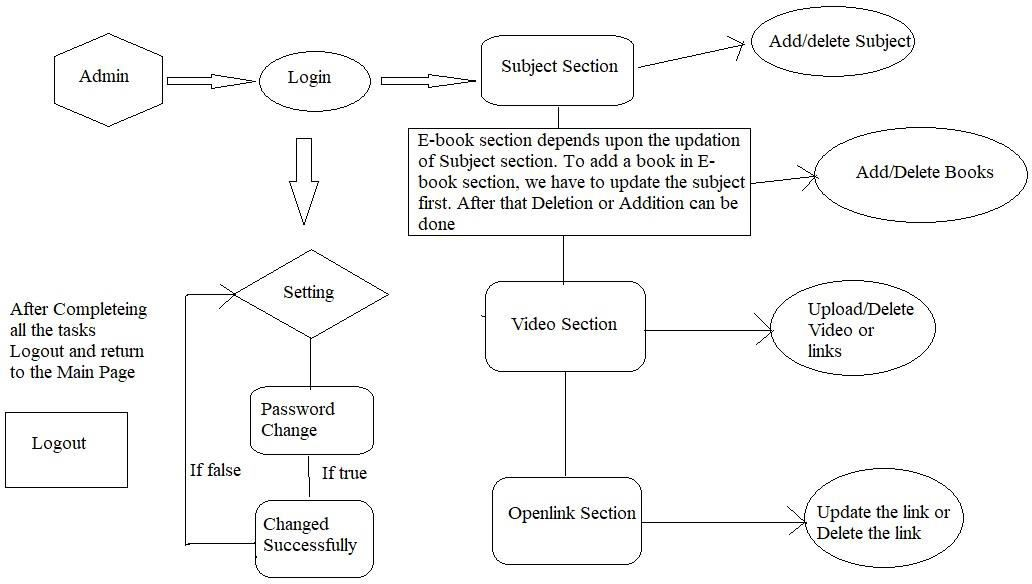 Admin
Login
Subject Section
Add/delete Subject
E-book section depends upon the updation
of Subject section. To add a book in E-
book section, we have to update the subject
first. After that Deletion or Addition can be
done
Add/Delete Books
Setting
Video Section
Upload/Delete
Video or
links
After Completeing
all the tasks
Logout and return
to the Main Page
Password
Change
Logout
If false
If true
Changed
Successfully
Openlink Section
Update the link or
Delete the link